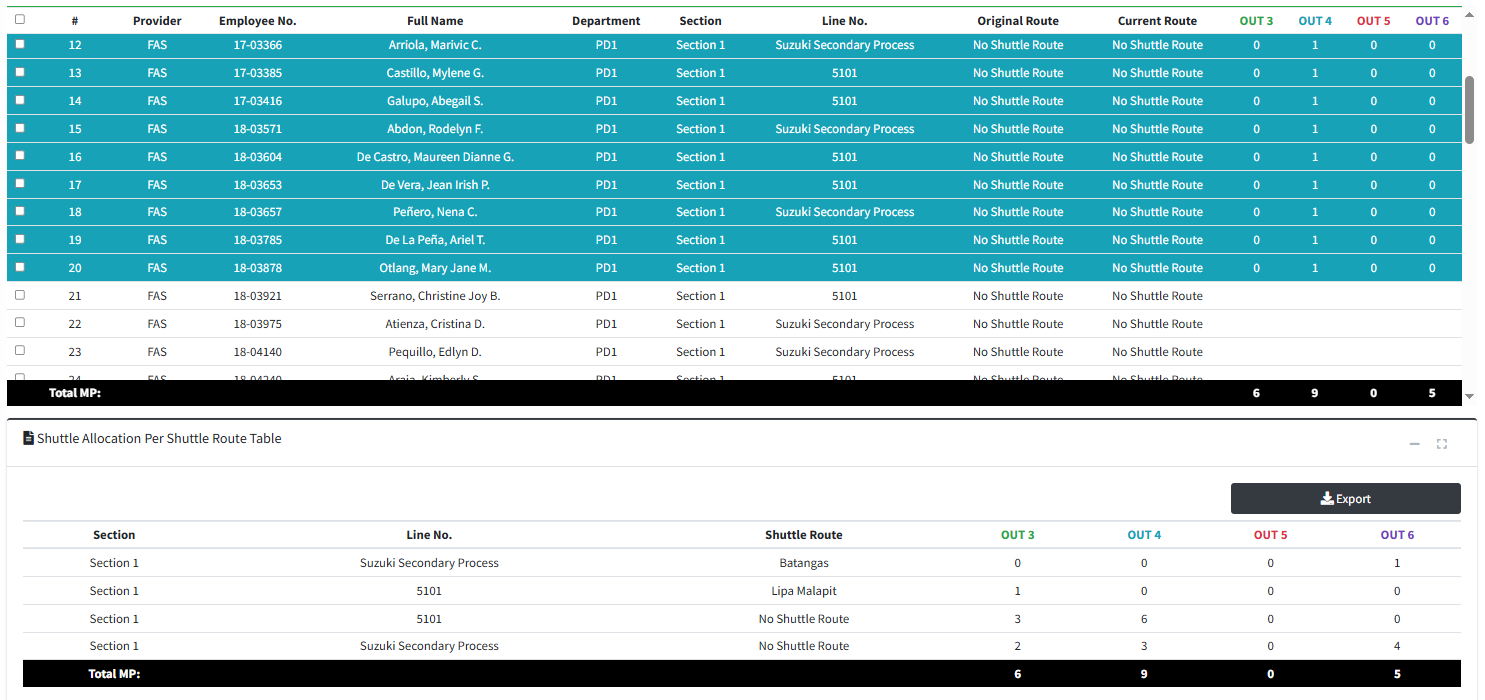 # Provider Employee No. Full Name Department Section Line No. Original Route Current Route OUT 3 OUT 4 OUT 5 OUT 6
12 FAS 17-03366 Arriola, Marivic C. PD1 Section 1 Suzuki Secondary Process No Shuttle Route No Shuttle Route 0 1 0 0
13 FAS 17-03385 Castillo, Mylene G. PD1 Section 1 5101 No Shuttle Route No Shuttle Route 0 1 0 0
14 FAS 17-03416 Galupo, Abegail S. PD1 Section 1 5101 No Shuttle Route No Shuttle Route 0 1 0 0
15 FAS 18-03571 Abdon, Rodelyn F. PD1 Section 1 Suzuki Secondary Process No Shuttle Route No Shuttle Route 0 1 0 0
16 FAS 18-03604 De Castro, Maureen Dianne G. PD1 Section 1 5101 No Shuttle Route No Shuttle Route 0 1 0 0
17 FAS 18-03653 De Vera, Jean Irish P. PD1 Section 1 5101 No Shuttle Route No Shuttle Route 0 1 0 0
18 FAS 18-03657 Peñero, Nena C. PD1 Section 1 Suzuki Secondary Process No Shuttle Route No Shuttle Route 0 1 0 0
19 FAS 18-03785 De La Peña, Ariel T. PD1 Section 1 5101 No Shuttle Route No Shuttle Route 0 1 0 0
20 FAS 18-03878 Otlang, Mary Jane M. PD1 Section 1 5101 No Shuttle Route No Shuttle Route 0 1 0 0
21 FAS 18-03921 Serrano, Christine Joy B. PD1 Section 1 5101 No Shuttle Route No Shuttle Route
22 FAS 18-03975 Atienza, Cristina D. PD1 Section 1 Suzuki Secondary Process No Shuttle Route No Shuttle Route
23 FAS 18-04140 Pequillo, Edlyn D. PD1 Section 1 Suzuki Secondary Process No Shuttle Route No Shuttle Route
24 FAS PD1 Section 1 5101 No Shuttle Route No Shuttle Route
Total MP: 6 9 0 5
Shuttle Allocation Per Shuttle Route Table
Export
Section Line No. Shuttle Route OUT 3 OUT 4 OUT 5 OUT 6
Section 1 Suzuki Secondary Process Batangas 0 0 0 1
Section 1 5101 Lipa Malapit 1 0 0 0
Section 1 5101 No Shuttle Route 3 6 0 0
Section 1 Suzuki Secondary Process No Shuttle Route 2 3 0 4
Total MP: 6 9 0 5